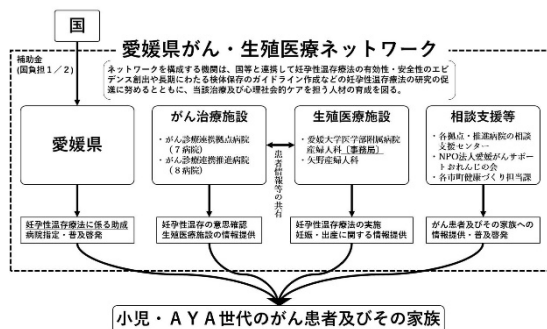 国
補助金
(国負担１／２)
愛媛県がん・生殖医療ネットワーク
ネットワークを構成する機関は、国等と連携して妊孕性温存療法の有効性・安全性のエビ
デンス創出や長期にわたる検体保存のガイドライン作成などの妊孕性温存療法の研究の促
進に努めるとともに、当該治療及び心理社会的ケアを担う人材の育成を図る。
愛媛県
がん治療施設
・がん診療連携拠点病院
（７病院）
・がん診療連携推進病院
（８病院）
患者情報等の共有
生殖医療施設
・愛媛大学医学部附属病院
産婦人科［事務局］
・矢野産婦人科
相談支援等
・各拠点・推進病院の相談
支援センター
・NPO法人愛媛がんサポート
おれんじの会
・各市町健康づくり担当課
妊孕性温存療法に係る助成
病院指定・普及啓発
妊孕性温存の意思確認
生殖医療施設の情報提供
妊孕性温存療法の実施
妊娠・出産に関する情報提供
がん患者及びその家族への
情報提供・普及啓発
小児・ＡＹＡ世代のがん患者及びその家族